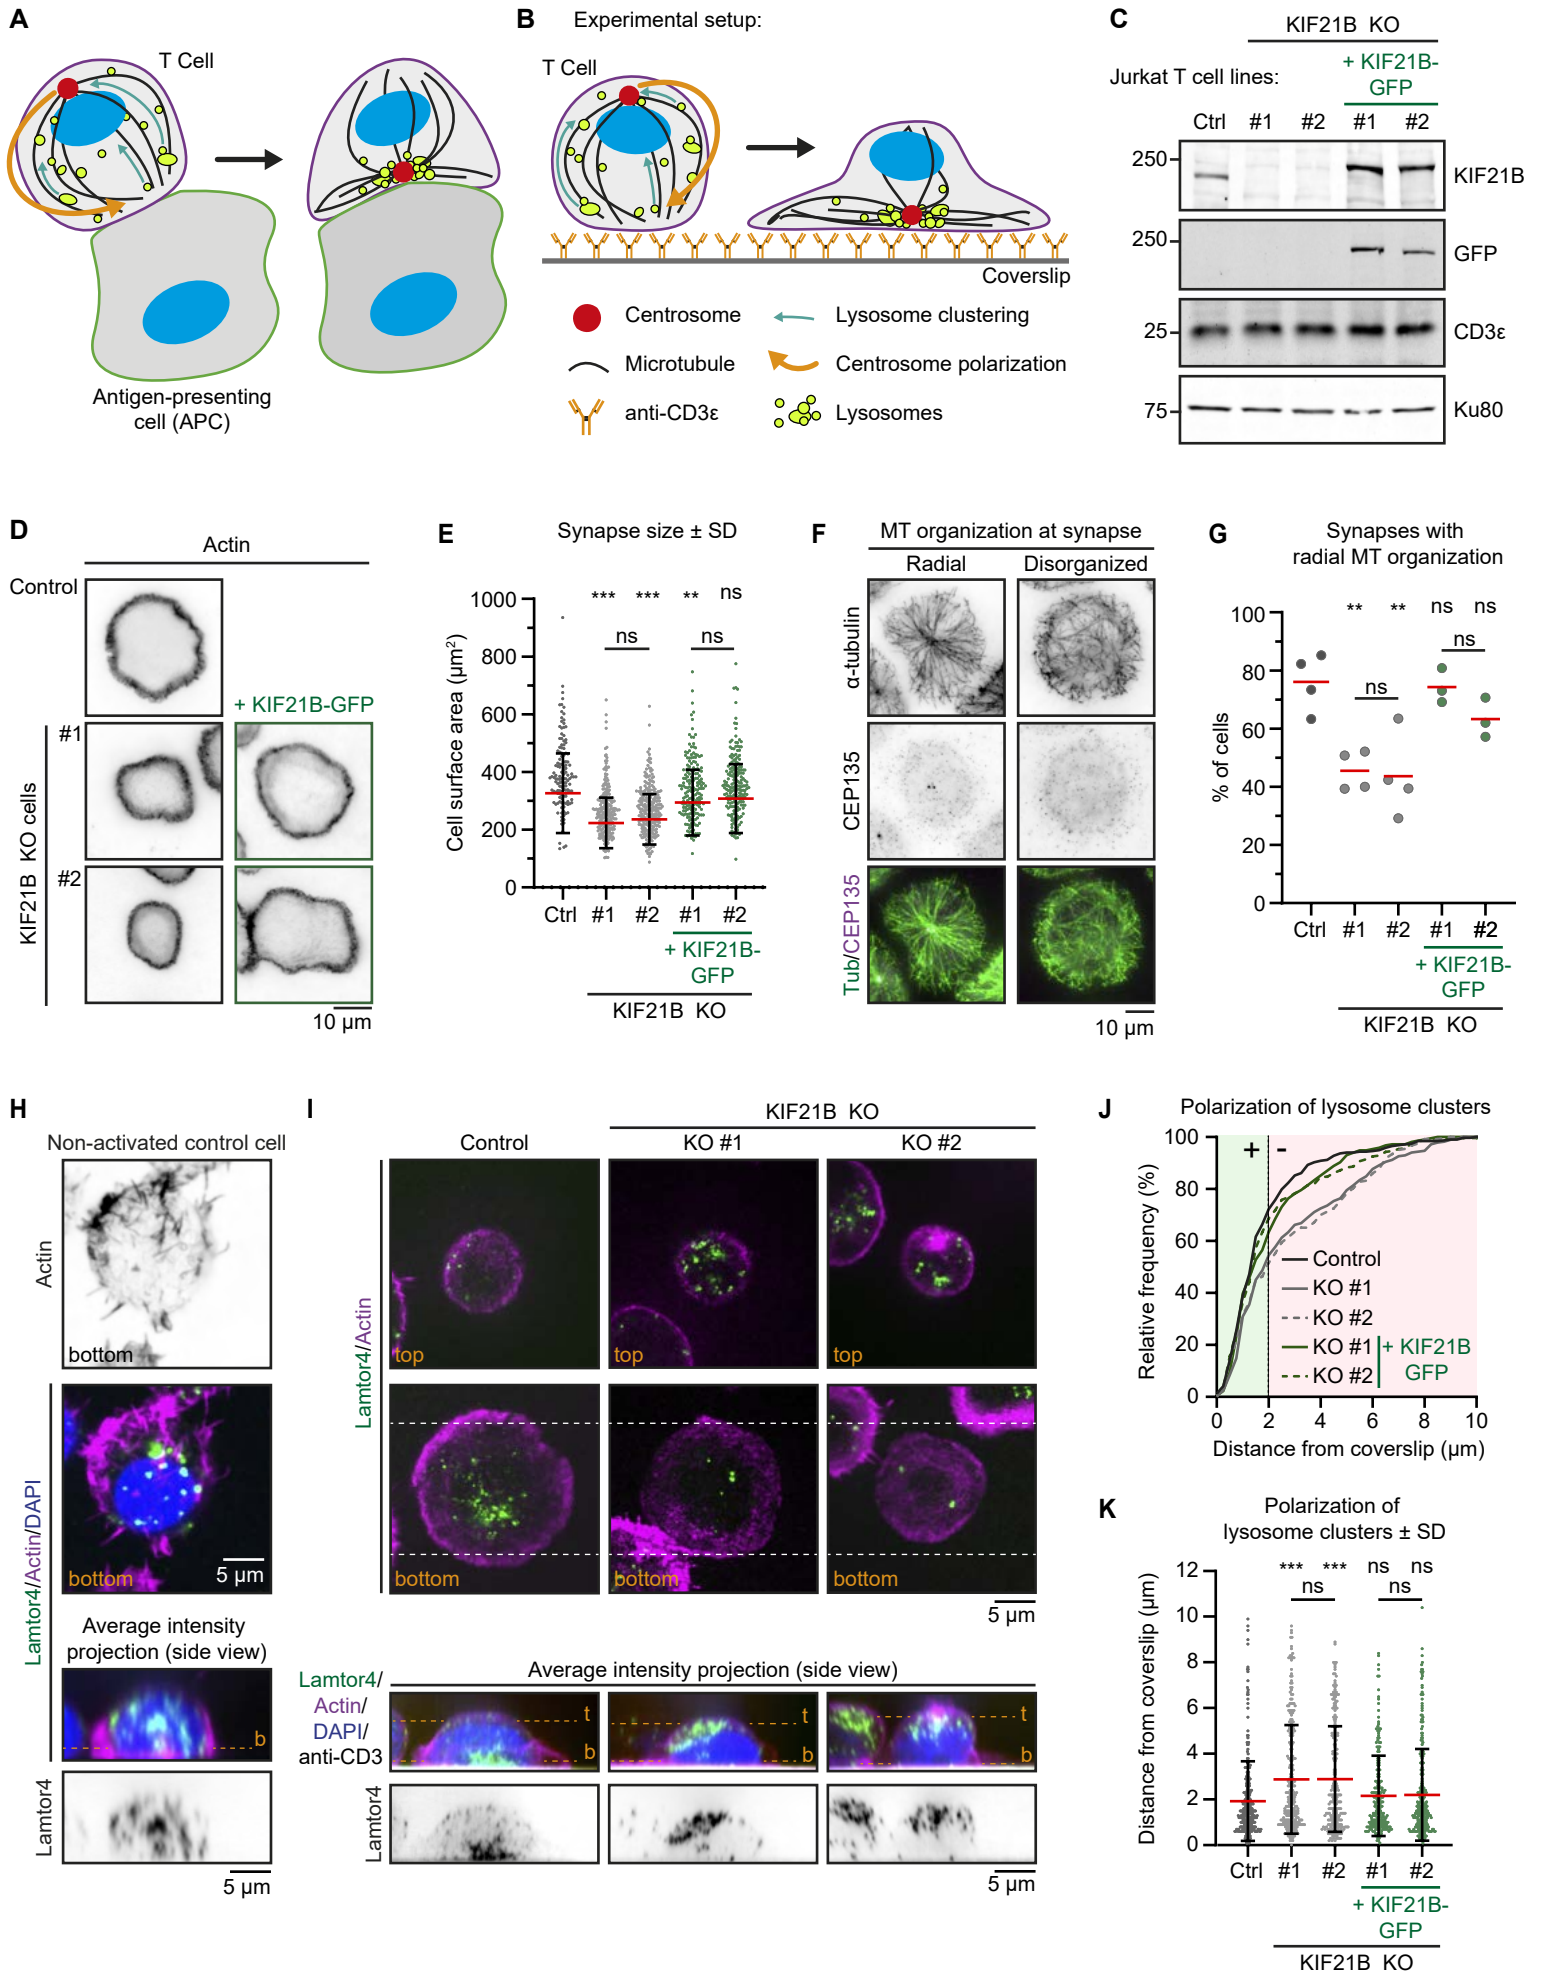 A
T Cell
Antigen-presenting
cell (APC)
B
Experimental setup:
T Cell
Coverslip
Centrosome
Lysosome clustering
Microtubule
Centrosome polarization
anti-CD3ε
Lysosomes
C
KIF21B KO
+ KIF21B-
GFP
Jurkat T cell lines:
Ctrl #1 #2 #1 #2
250 KIF21B
250 GFP
25 CD3ε
75 Ku80
D
Actin
Control
+ KIF21B-GFP
#1
#2
KIF21B KO cells
10 µm
E
Synapse size ± SD
Cell surface area (µm²)
1000
800
600
400
200
0
*** *** ** ns
ns ns
Ctrl #1 #2 #1 #2
+ KIF21B-
GFP
KIF21B KO
F
MT organization at synapse
Radial Disorganized
α-tubulin
CEP135
Tub/CEP135
10 µm
G
Synapses with
radial MT organization
% of cells
100
80
60
40
20
0
** ** ns ns
ns ns
Ctrl #1 #2 #1 #2
+ KIF21B-
GFP
KIF21B KO
H
Non-activated control cell
Actin
bottom
Lamtor4/Actin/DAPI
bottom
5 µm
Average intensity
projection (side view)
b
Lamtor4
5 µm
I
KIF21B KO
Control KO #1 KO #2
Lamtor4/Actin
top top top
bottom bottom bottom
5 µm
Average intensity projection (side view)
Lamtor4/
Actin/
DAPI/
anti-CD3
t t t
b b b
Lamtor4
5 µm
J
Polarization of lysosome clusters
Relative frequency (%)
100
80
60
40
20
0
+ -
Control
KO #1
KO #2
KO #1
KO #2
+ KIF21B
GFP
0 2 4 6 8 10
Distance from coverslip (µm)
K
Polarization of
lysosome clusters ± SD
Distance from coverslip (µm)
12
10
8
6
4
2
0
*** *** ns ns
ns ns
Ctrl #1 #2 #1 #2
+ KIF21B-
GFP
KIF21B KO